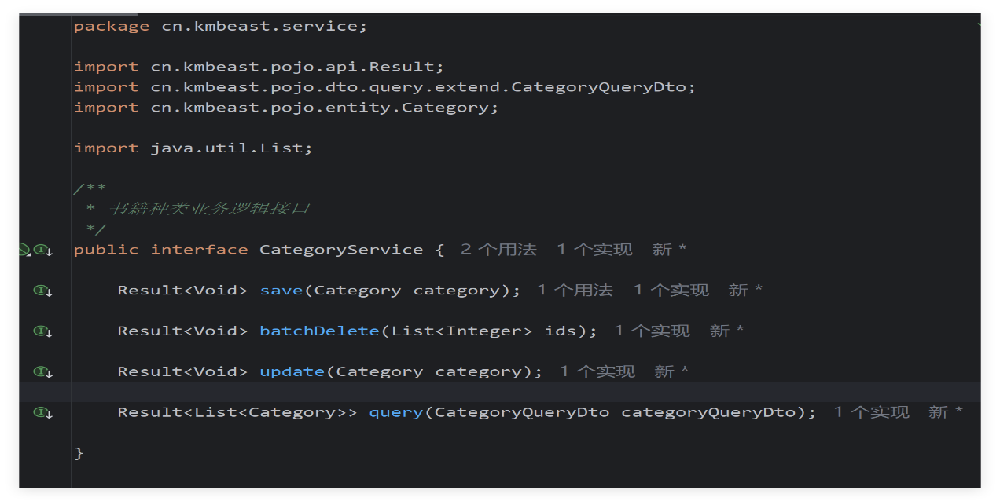 package cn.kmbeast.service;
import cn.kmbeast.pojo.api.Result;
import cn.kmbeast.pojo.dto.query.extend.CategoryQueryDto;
import cn.kmbeast.pojo.entity.Category;
import java.util.List;
/**
 * 书籍种类业务逻辑接口
 */
public interface CategoryService { 2 个用法 1 个实现 新 *
Result<Void> save(Category category); 1 个用法 1 个实现 新 *
Result<Void> batchDelete(List<Integer> ids); 1 个实现 新 *
Result<Void> update(Category category); 1 个实现 新 *
Result<List<Category>> query(CategoryQueryDto categoryQueryDto); 1 个实现 新 *
}